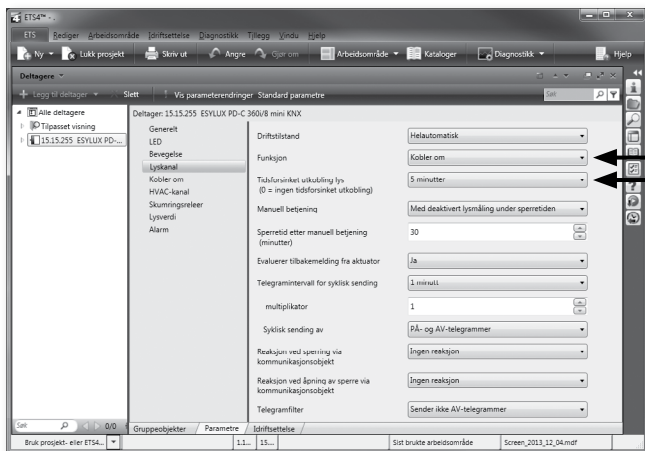 ETS4™ - .
ETS Rediger Arbeidsområde Idriftsettelse Diagnostikk Tillegg Vindu Hjelp
Ny Lukk prosjekt Skriv ut Angre Gjør om Arbeidsområde Kataloger Diagnostikk Hjelp
Deltagere
Legg til deltager Slett Vis parameterendringer Standard parametre Søk
Alle deltagere
Tilpasset visning
15.15.255 ESYLUX PD-...
Deltager: 15.15.255 ESYLUX PD-C 360i/8 mini KNX
Generelt
LED
Bevegelse
Lyskanal
Kobler om
HVAC-kanal
Skumringsreleer
Lysverdi
Alarm
Driftstilstand Helautomatisk
Funksjon Kobler om
Tidsforsinket utkobling lys 5 minutter
(0 = ingen tidsforsinket utkobling)
Manuell betjening Med deaktivert lysmåling under sperretiden
Sperretid etter manuell betjening 30
(minutter)
Evaluerer tilbakemelding fra aktuator Ja
Telegramintervall for syklisk sending 1 minutt
multiplikator 1
Syklisk sending av PÅ- og AV-telegrammer
Reaksjon ved sperring via Ingen reaksjon
kommunikasjonsobjekt
Reaksjon ved åpning av sperre via Ingen reaksjon
kommunikasjonsobjekt
Telegramfilter Sender ikke AV-telegrammer
Søk 0/0
Gruppeobjekter Parametre Idriftsettelse
Bruk prosjekt- eller ETS4... 1.1... 15... Sist brukte arbeidsområde Screen_2013_12_04.mdf